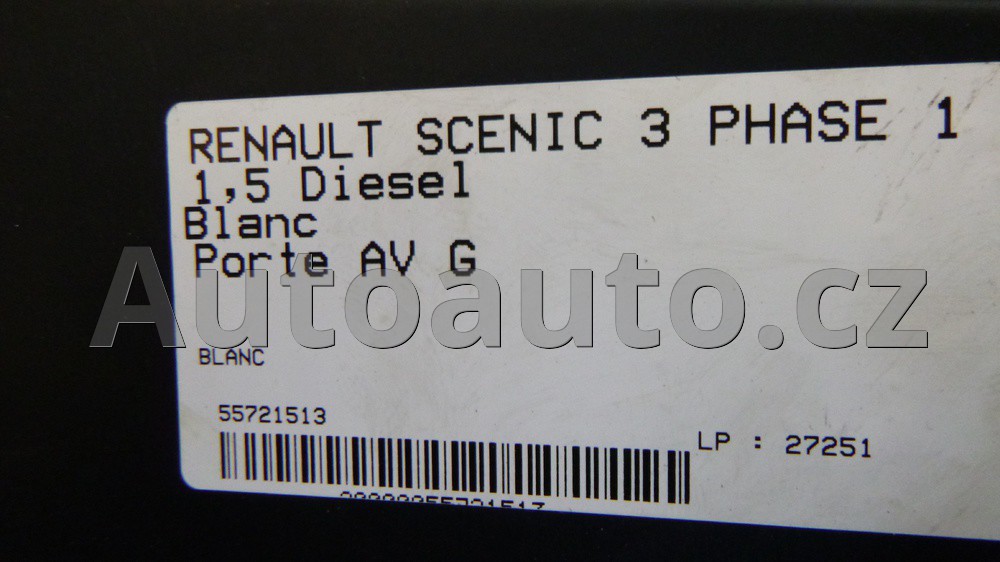 RENAULT SCENIC 3 PHASE 1
1,5 Diesel
Blanc
Porte AV G
Autoauto.cz
BLANC
55721513
LP : 27251